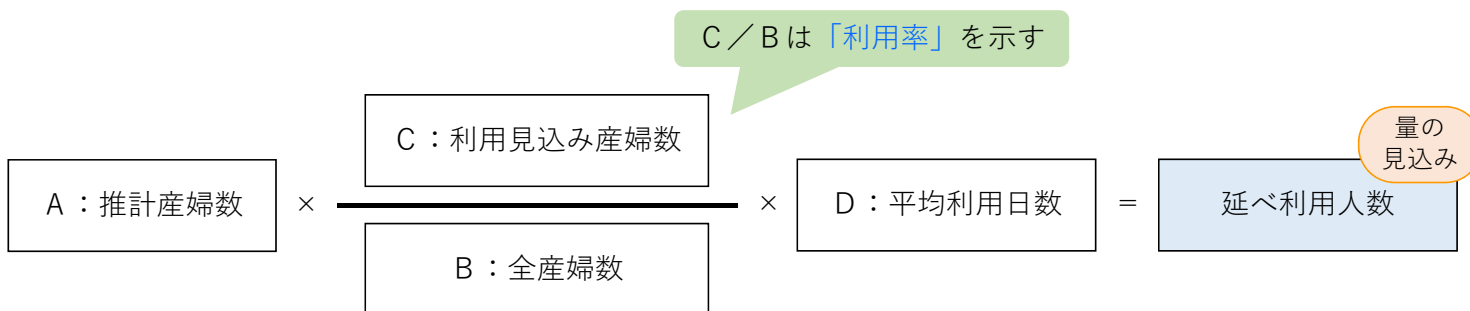 C／Bは「利用率」を示す
C：利用見込み産婦数
量の
見込み
A：推計産婦数
×
×
D：平均利用日数
=
延べ利用人数
B：全産婦数